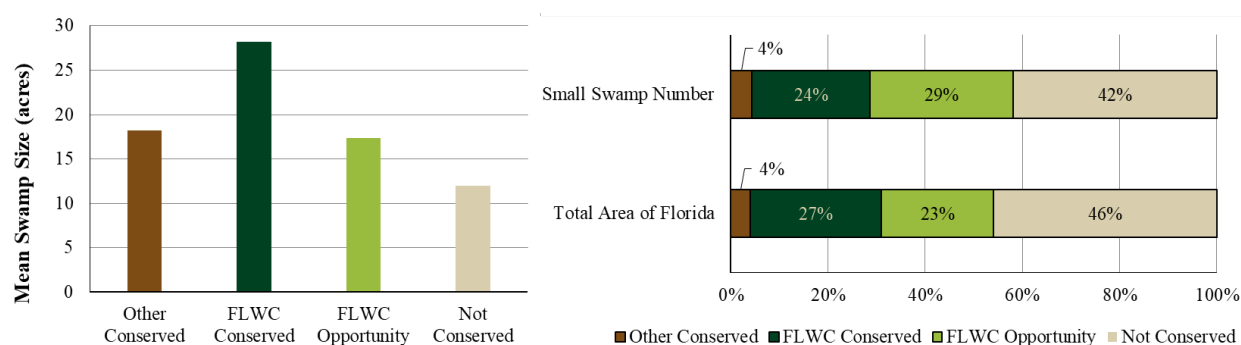 Mean Swamp Size (acres)
30
25
20
15
10
5
0
Other
Conserved
FLWC
Conserved
FLWC
Opportunity
Not
Conserved
4%
Small Swamp Number
24%
29%
42%
4%
Total Area of Florida
27%
23%
46%
0%
20%
40%
60%
80%
100%
Other Conserved
FLWC Conserved
FLWC Opportunity
Not Conserved